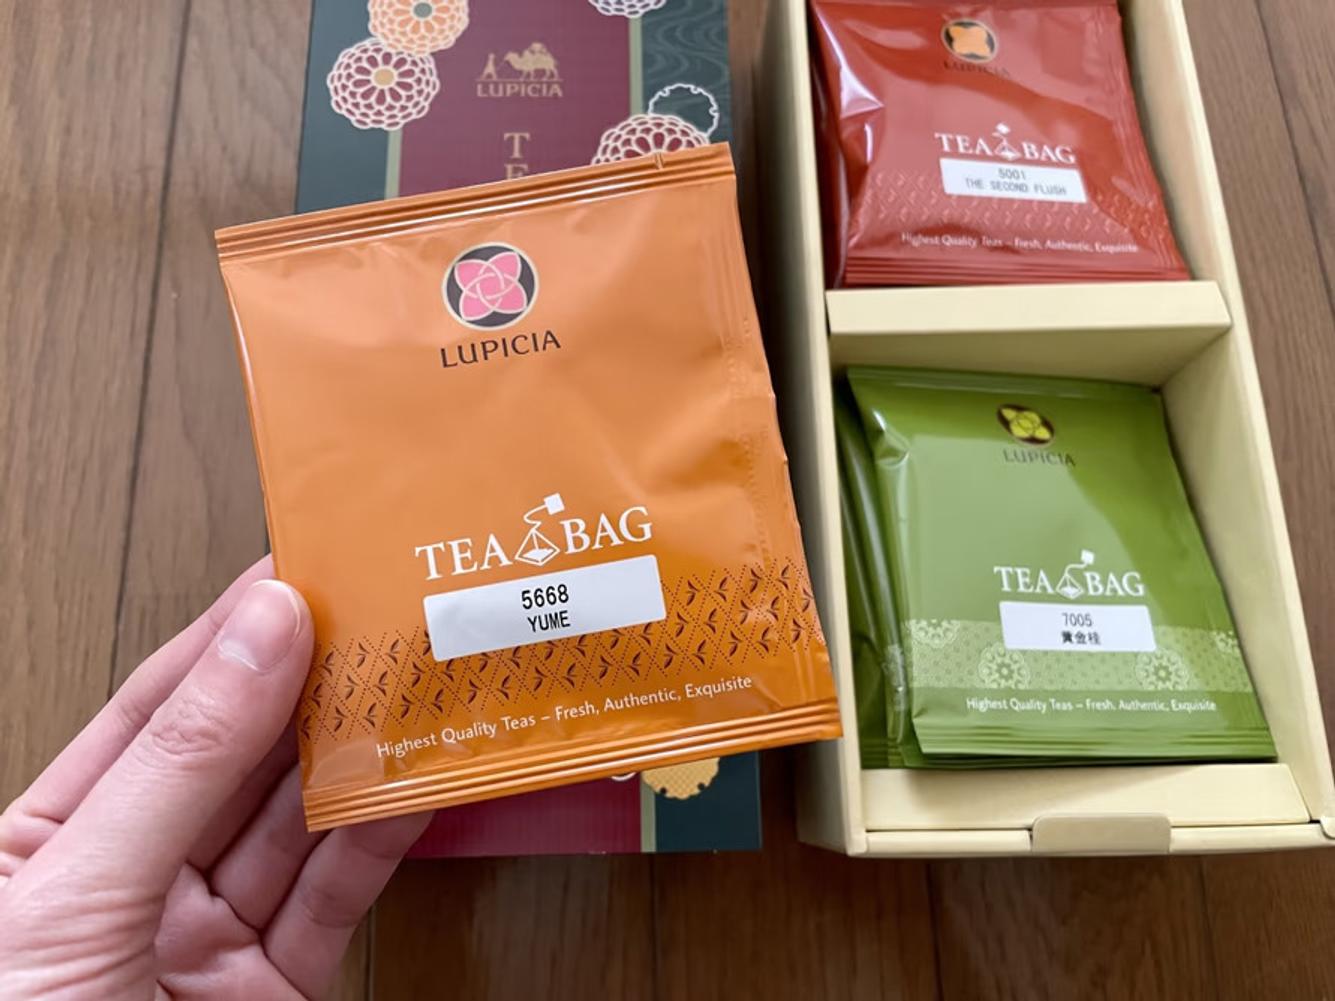 LUPICIA
T
E
LUPICIA
TEA BAG
5668
YUME
Highest Quality Teas – Fresh, Authentic, Exquisite
LUPICIA
TEA BAG
5001
THE SECOND FLUSH
Highest Quality Teas – Fresh, Authentic, Exquisite
LUPICIA
TEA BAG
7005
黄金桂
Highest Quality Teas – Fresh, Authentic, Exquisite